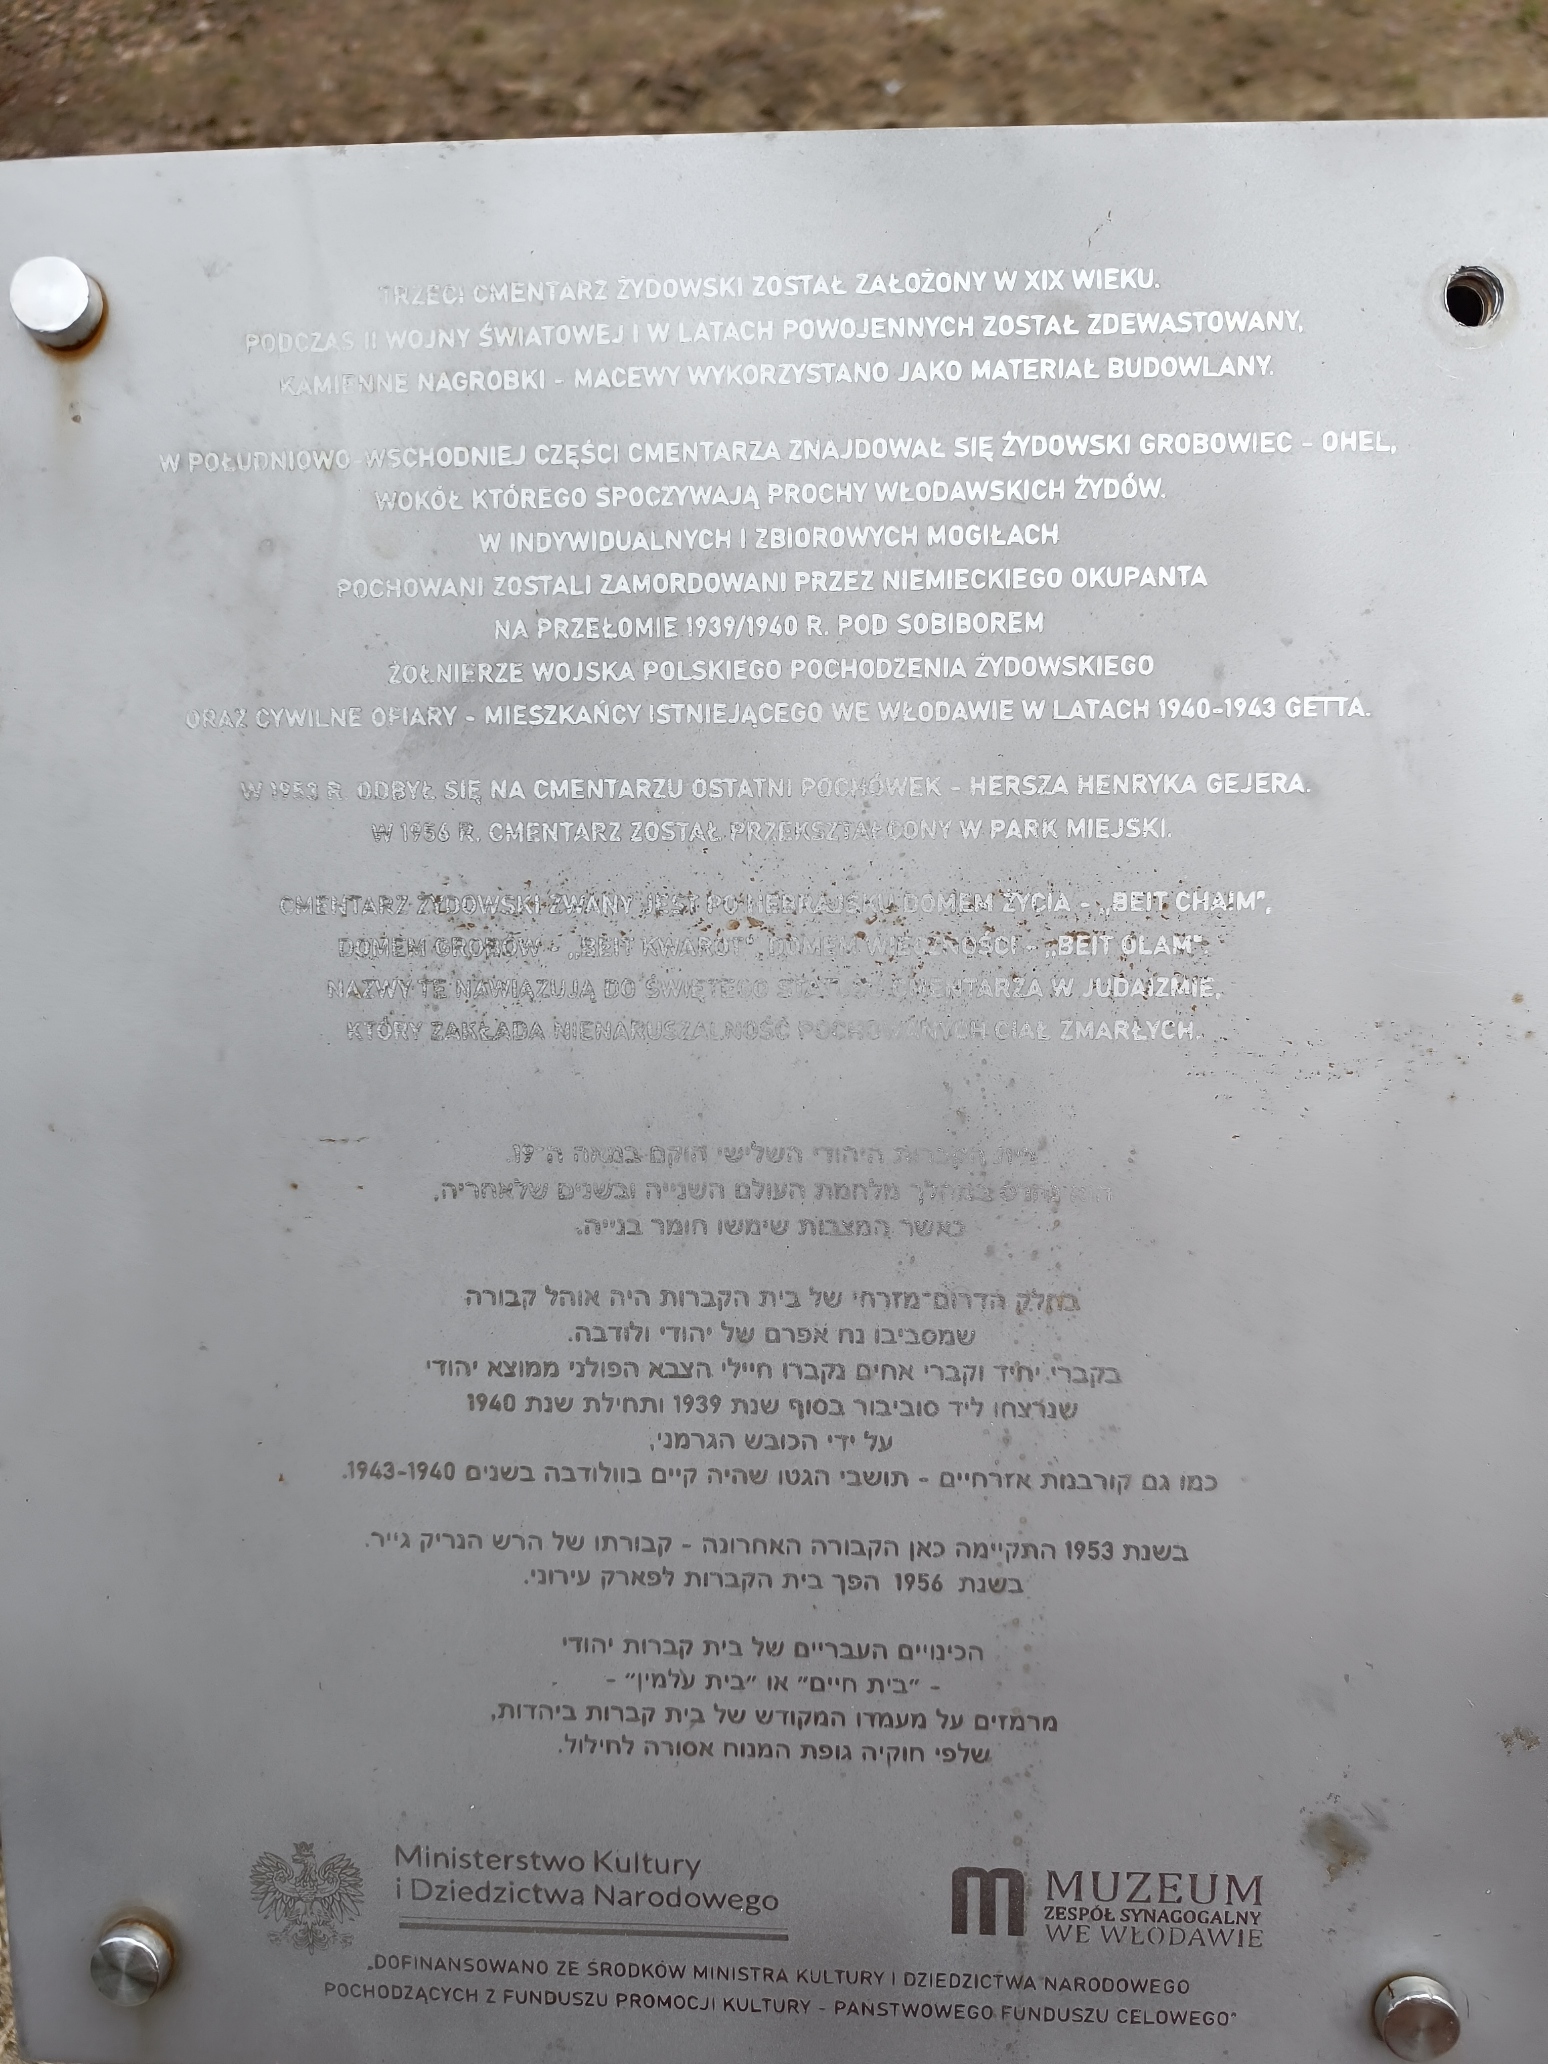 TRZECI CMENTARZ ŻYDOWSKI ZOSTAŁ ZAŁOŻONY W XIX WIEKU.
PODCZAS II WOJNY ŚWIATOWEJ I W LATACH POWOJENNYCH ZOSTAŁ ZDEWASTOWANY,
KAMIENNE NAGROBKI - MACEWY WYKORZYSTANO JAKO MATERIAŁ BUDOWLANY.
W POŁUDNIOWO-WSCHODNIEJ CZĘŚCI CMENTARZA ZNAJDOWAŁ SIĘ ŻYDOWSKI GROBOWIEC - OHEL,
WOKÓŁ KTÓREGO SPOCZYWAJĄ PROCHY WŁODAWSKICH ŻYDÓW.
W INDYWIDUALNYCH I ZBIOROWYCH MOGIŁACH
POCHOWANI ZOSTALI ZAMORDOWANI PRZEZ NIEMIECKIEGO OKUPANTA
NA PRZEŁOMIE 1939/1940 R. POD SOBIBOREM
ŻOŁNIERZE WOJSKA POLSKIEGO POCHODZENIA ŻYDOWSKIEGO
ORAZ CYWILNE OFIARY - MIESZKAŃCY ISTNIEJĄCEGO WE WŁODAWIE W LATACH 1940-1943 GETTA.
W 1953 R. ODBYŁ SIĘ NA CMENTARZU OSTATNI POCHÓWEK - HERSZA HENRYKA GEJERA.
W 1956 R. CMENTARZ ZOSTAŁ PRZEKSZTAŁCONY W PARK MIEJSKI.
CMENTARZ ŻYDOWSKI ZWANY JEST PO HEBRAJSKU DOMEM ŻYCIA - „BEIT CHAIM",
DOMEM GROBÓW - „BEIT KWAROT", DOMEM WIECZNOŚCI - „BEIT OLAM".
NAZWY TE NAWIĄZUJĄ DO ŚWIĘTEGO STATUSU CMENTARZA W JUDAIZMIE,
KTÓRY ZAKŁADA NIENARUSZALNOŚĆ POCHOWANYCH CIAŁ ZMARŁYCH.
בית הקברות היהודי השלישי הוקם במאה ה־19.
במהלך מלחמת העולם השנייה ובשנים שלאחריה,
כאשר המצבות שימשו חומר בנייה.
בחלק הדרום־מזרחי של בית הקברות היה אוהל קבורה
שמסביבו נח אפרם של יהודי ולודבה.
בקברי יחיד וקברי אחים נקברו חיילי הצבא הפולני ממוצא יהודי
שנרצחו ליד סוביבור בסוף שנת 1939 ותחילת שנת 1940
על ידי הכובש הגרמני,
כמו גם קורבנות אזרחיים - תושבי הגטו שהיה קיים בוולודבה בשנים 1943-1940.
בשנת 1953 התקיימה כאן הקבורה האחרונה - קבורתו של הרש הנריק גייר.
בשנת 1956 הפך בית הקברות לפארק עירוני.
הכינויים העבריים של בית קברות יהודי
- "בית חיים" או "בית עלמין" -
מרמזים על מעמדו המקודש של בית קברות ביהדות,
שלפי חוקיה גופת המנוח אסורה לחילול.
Ministerstwo Kultury
i Dziedzictwa Narodowego
MUZEUM
ZESPÓŁ SYNAGOGALNY
WE WŁODAWIE
„DOFINANSOWANO ZE ŚRODKÓW MINISTRA KULTURY I DZIEDZICTWA NARODOWEGO
POCHODZĄCYCH Z FUNDUSZU PROMOCJI KULTURY - PAŃSTWOWEGO FUNDUSZU CELOWEGO"